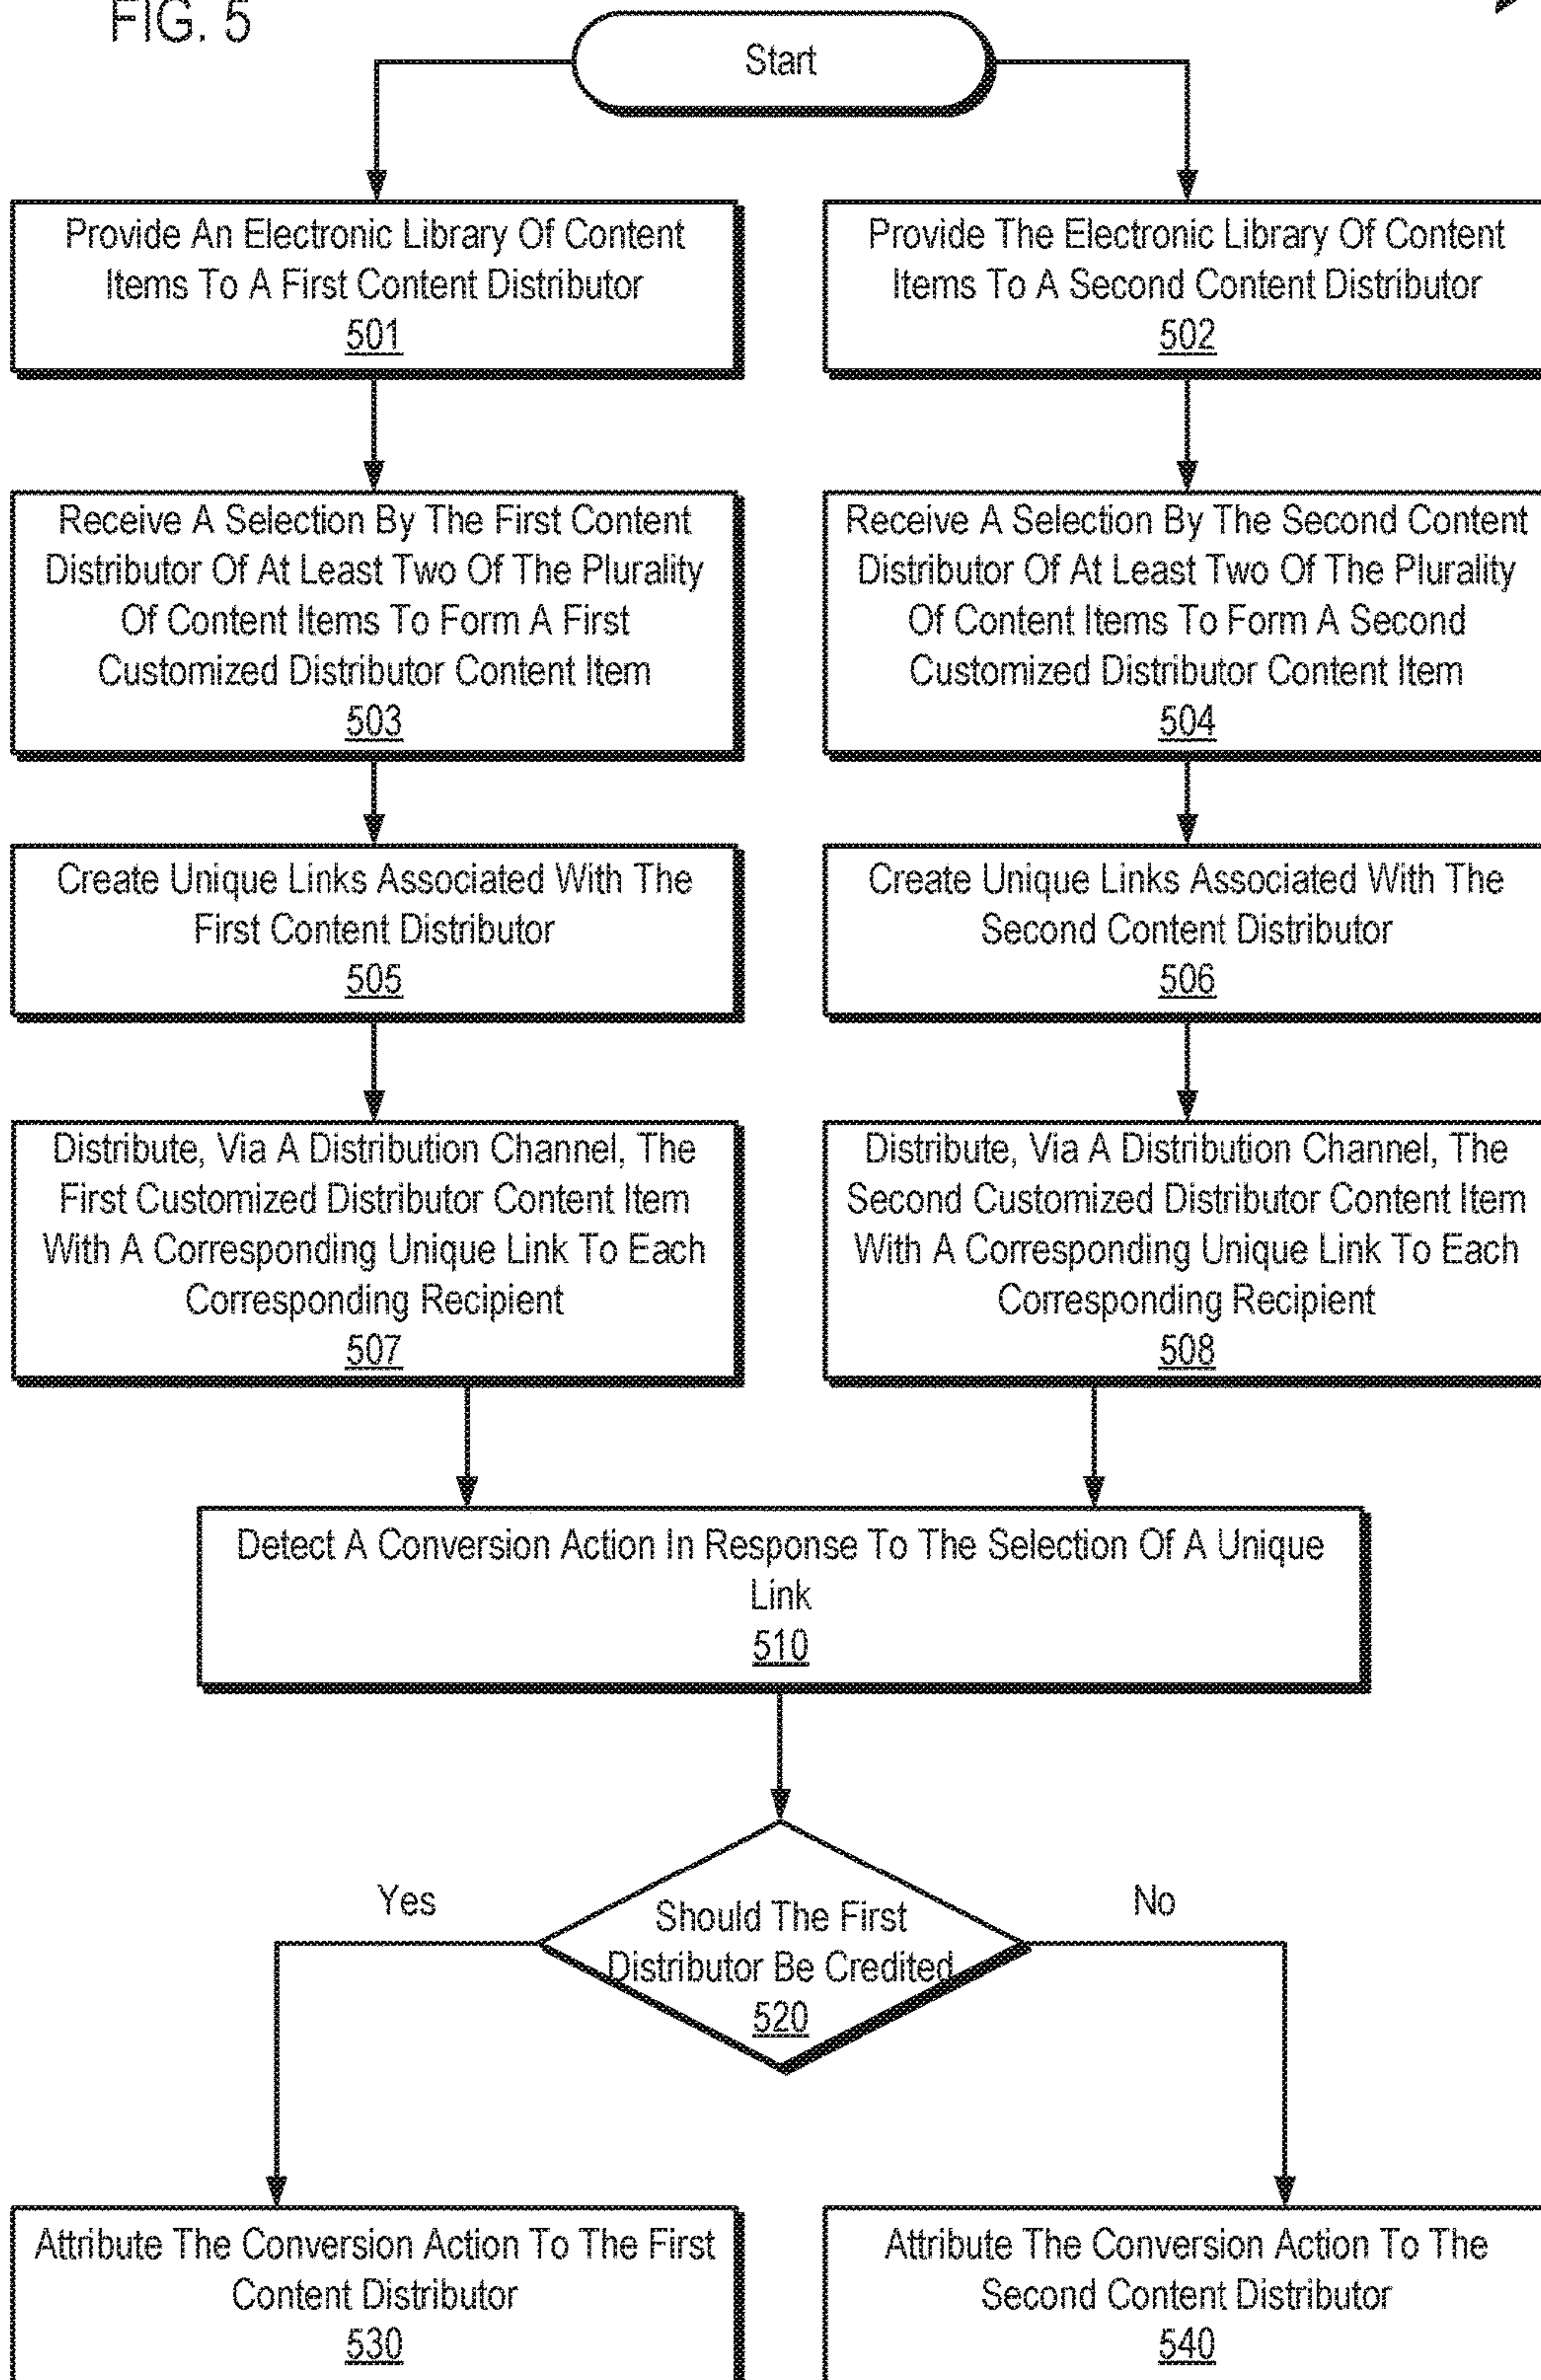 FIG. 5
Start
Provide An Electronic Library Of Content
Items To A First Content Distributor
501
Provide The Electronic Library Of Content
Items To A Second Content Distributor
502
Receive A Selection By The First Content
Distributor Of At Least Two Of The Plurality
Of Content Items To Form A First
Customized Distributor Content Item
503
Receive A Selection By The Second Content
Distributor Of At Least Two Of The Plurality
Of Content Items To Form A Second
Customized Distributor Content Item
504
Create Unique Links Associated With The
First Content Distributor
505
Create Unique Links Associated With The
Second Content Distributor
506
Distribute, Via A Distribution Channel, The
First Customized Distributor Content Item
With A Corresponding Unique Link To Each
Corresponding Recipient
507
Distribute, Via A Distribution Channel, The
Second Customized Distributor Content Item
With A Corresponding Unique Link To Each
Corresponding Recipient
508
Detect A Conversion Action In Response To The Selection Of A Unique
Link
510
Should The First
Distributor Be Credited
520
Yes
No
Attribute The Conversion Action To The First
Content Distributor
530
Attribute The Conversion Action To The
Second Content Distributor
540